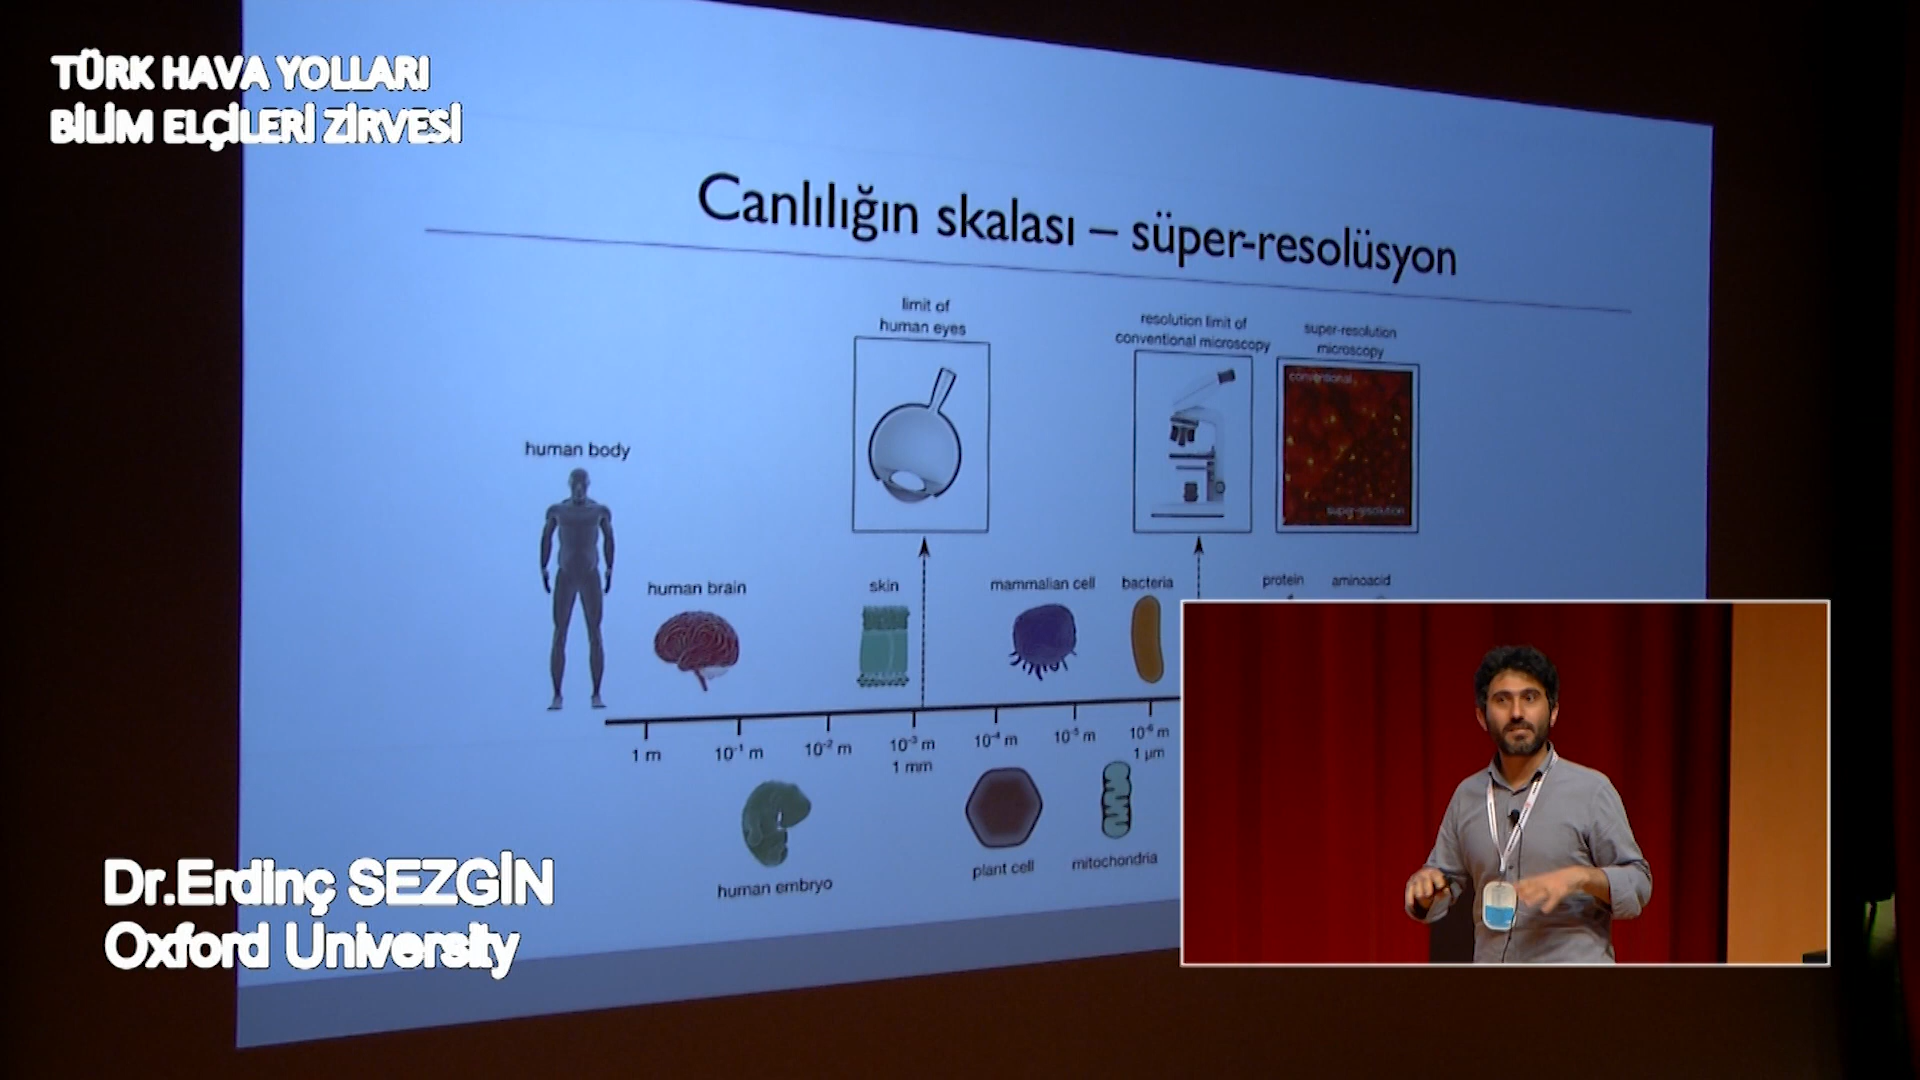 TÜRK HAVA YOLLARI
BİLİM ELÇİLERİ ZİRVESİ
Canlılığın skalası – süper-resolüsyon
limit of
human eyes
resolution limit of
conventional microscopy
super-resolution
microscopy
conventional
super-resolution
human body
human brain
skin
mammalian cell
bacteria
protein
aminoacid
1 m
10⁻¹ m
10⁻² m
10⁻³ m
1 mm
10⁻⁴ m
10⁻⁵ m
10⁻⁶ m
1 µm
human embryo
plant cell
mitochondria
Dr.Erdinç SEZGİN
Oxford University